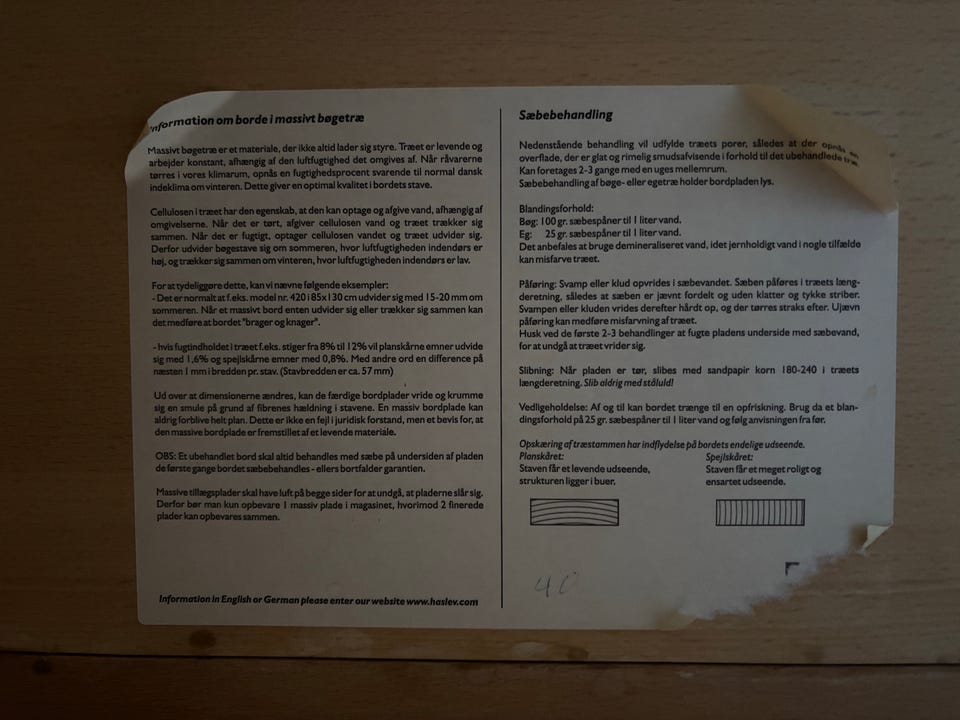 Information om borde i massivt bøgetræ
Massivt bøgetræ er et materiale, der ikke altid lader sig styre. Træet er levende og
arbejder konstant, afhængig af den luftfugtighed det omgives af. Når råvarerne
tørres i vores klimarum, opnås en fugtighedsprocent svarende til normal dansk
indeklima om vinteren. Dette giver en optimal kvalitet i bordets stave.
Cellulosen i træet har den egenskab, at den kan optage og afgive vand, afhængig af
omgivelserne. Når det er tørt, afgiver cellulosen vand og træet trækker sig
sammen. Når det er fugtigt, optager cellulosen vandet og træet udvider sig.
Derfor udvider bøgestave sig om sommeren, hvor luftfugtigheden indendørs er
høj, og trækker sig sammen om vinteren, hvor luftfugtigheden indendørs er lav.
For at tydeliggøre dette, kan vi nævne følgende eksempler:
- Det er normalt at f.eks. model nr. 420 i 85 x 130 cm udvider sig med 15-20 mm om
sommeren. Når et massiv bord enten udvider sig eller trækker sig sammen kan
det medføre at bordet "brager og knager".
- hvis fugtindholdet i træet f.eks. stiger fra 8% til 12% vil planskårne emner udvide
sig med 1,6% og spejlskårne emner med 0,8%. Med andre ord en difference på
næsten 1 mm i bredden pr. stav. (Stavbredden er ca. 57 mm)
Ud over at dimensionerne ændres, kan de færdige bordplader vride og krumme
sig en smule på grund af fibrenes hældning i stavene. En massiv bordplade kan
aldrig forblive helt plan. Dette er ikke en fejl i juridisk forstand, men et bevis for, at
den massive bordplade er fremstillet af et levende materiale.
OBS: Et ubehandlet bord skal altid behandles med sæbe på undersiden af pladen
de første gange bordet sæbebehandles - ellers bortfalder garantien.
Massive tillægsplader skal have luft på begge sider for at undgå, at pladerne slår sig.
Derfor bør man kun opbevare 1 massiv plade i magasinet, hvorimod 2 finerede
plader kan opbevares sammen.
Information in English or German please enter our website www.haslev.com
Sæbebehandling
Nedenstående behandling vil udfylde træets porer, således at der opnås en
overflade, der er glat og rimelig smudsafvisende i forhold til det ubehandlede træ.
Kan foretages 2-3 gange med en uges mellemrum.
Sæbebehandling af bøge- eller egetræ holder bordpladen lys.
Blandingsforhold:
Bøg: 100 gr. sæbespåner til 1 liter vand.
Eg: 25 gr. sæbespåner til 1 liter vand.
Det anbefales at bruge demineraliseret vand, idet jernholdigt vand i nogle tilfælde
kan misfarve træet.
Påføring: Svamp eller klud opvrides i sæbevandet. Sæben påføres i træets læng-
deretning, således at sæben er jævnt fordelt og uden klatter og tykke striber.
Svampen eller kluden vrides derefter hårdt op, og der tørres straks efter. Ujævn
påføring kan medføre misfarvning af træet.
Husk ved de første 2-3 behandlinger at fugte pladens underside med sæbevand,
for at undgå at træet vrider sig.
Slibning: Når pladen er tør, slibes med sandpapir korn 180-240 i træets
længderetning. Slib aldrig med ståluld!
Vedligeholdelse: Af og til kan bordet trænge til en opfriskning. Brug da et blan-
dingsforhold på 25 gr. sæbespåner til 1 liter vand og følg anvisningen fra før.
Opskæring af træstammen har indflydelse på bordets endelige udseende.
Planskåret:
Staven får et levende udseende,
strukturen ligger i buer.
Spejlskåret:
Staven får et meget roligt og
ensartet udseende.
40